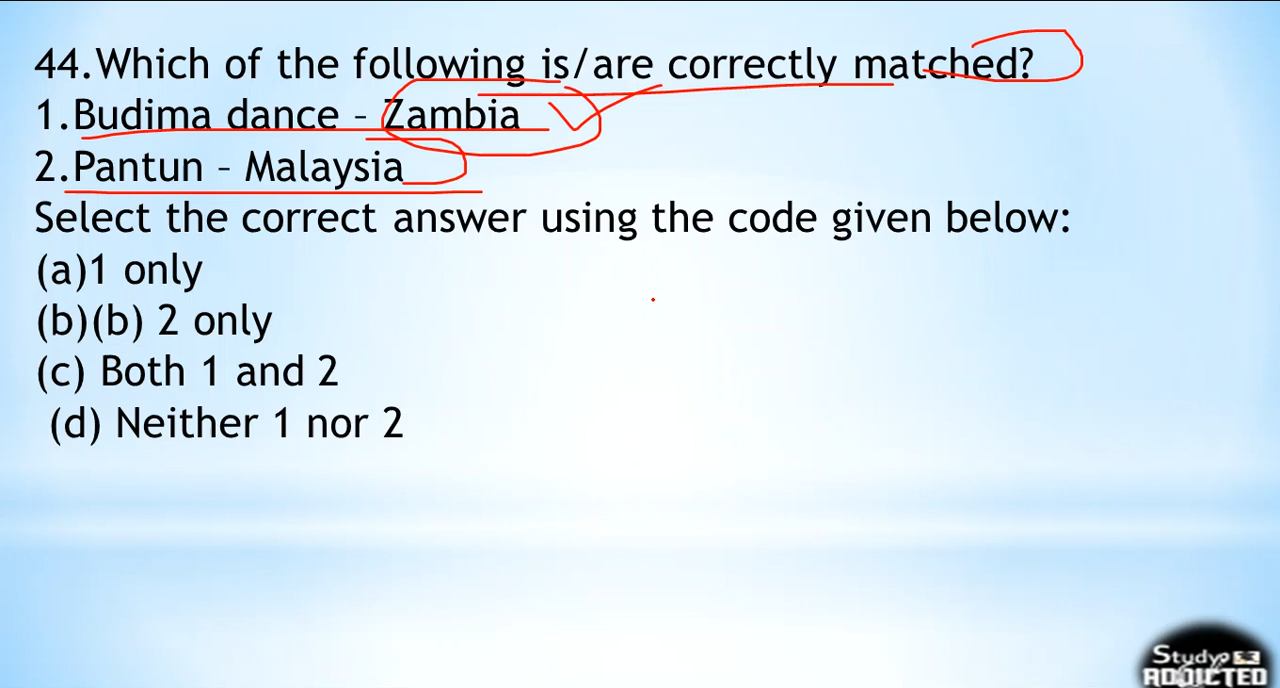 44.Which of the following is/are correctly matched?
1.Budima dance – Zambia
2.Pantun – Malaysia
Select the correct answer using the code given below:
(a)1 only
(b)(b) 2 only
(c) Both 1 and 2
(d) Neither 1 nor 2
Study
ADDICTED